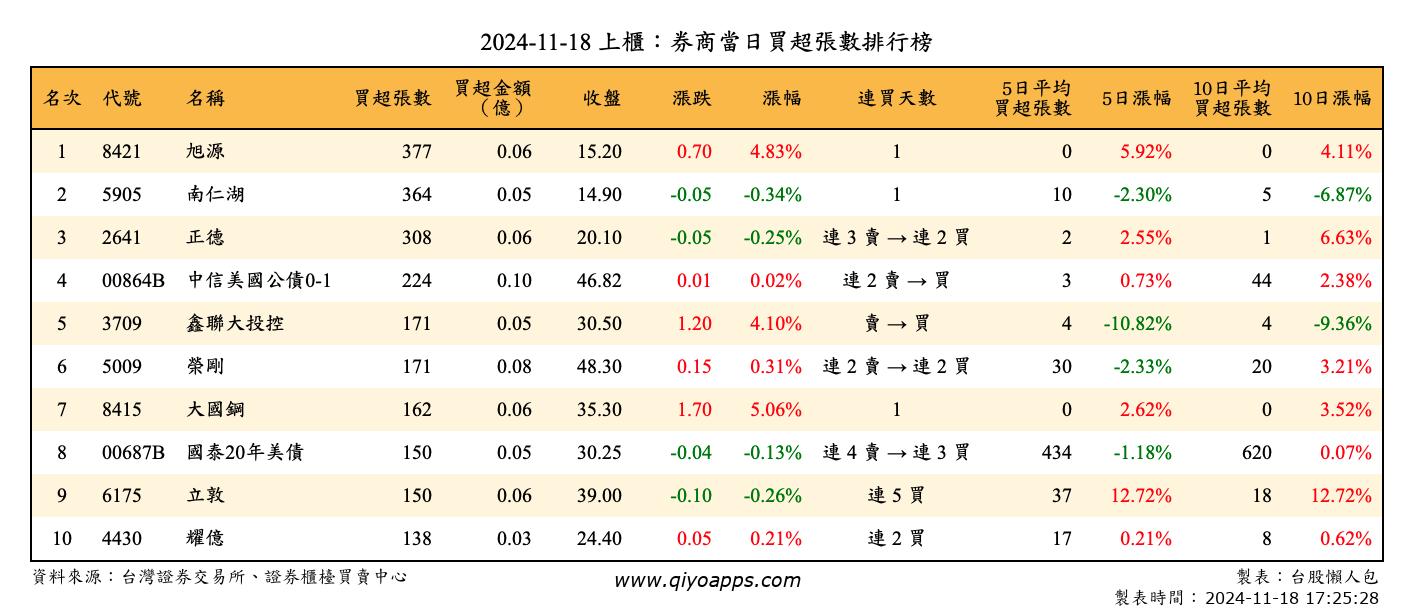 2024-11-18 上櫃：券商當日買超張數排行榜
名次 代號 名稱 買超張數 買超金額（億） 收盤 漲跌 漲幅 連買天數 5日平均買超張數 5日漲幅 10日平均買超張數 10日漲幅
1 8421 旭源 377 0.06 15.20 0.70 4.83% 1 0 5.92% 0 4.11%
2 5905 南仁湖 364 0.05 14.90 -0.05 -0.34% 1 10 -2.30% 5 -6.87%
3 2641 正德 308 0.06 20.10 -0.05 -0.25% 連 3 賣 → 連 2 買 2 2.55% 1 6.63%
4 00864B 中信美國公債0-1 224 0.10 46.82 0.01 0.02% 連 2 賣 → 買 3 0.73% 44 2.38%
5 3709 鑫聯大投控 171 0.05 30.50 1.20 4.10% 賣 → 買 4 -10.82% 4 -9.36%
6 5009 榮剛 171 0.08 48.30 0.15 0.31% 連 2 賣 → 連 2 買 30 -2.33% 20 3.21%
7 8415 大國鋼 162 0.06 35.30 1.70 5.06% 1 0 2.62% 0 3.52%
8 00687B 國泰20年美債 150 0.05 30.25 -0.04 -0.13% 連 4 賣 → 連 3 買 434 -1.18% 620 0.07%
9 6175 立敦 150 0.06 39.00 -0.10 -0.26% 連 5 買 37 12.72% 18 12.72%
10 4430 耀億 138 0.03 24.40 0.05 0.21% 連 2 買 17 0.21% 8 0.62%
資料來源：台灣證券交易所、證券櫃檯買賣中心 www.qiyoapps.com 製表：台股懶人包
製表時間：2024-11-18 17:25:28